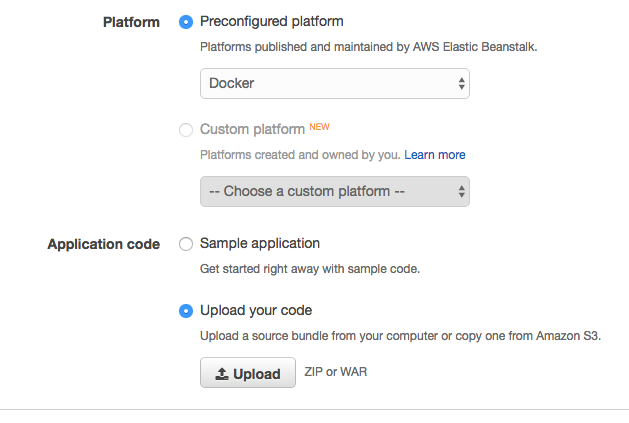 Platform
Preconfigured platform
Platforms published and maintained by AWS Elastic Beanstalk.
Docker
Custom platform NEW
Platforms created and owned by you. Learn more
-- Choose a custom platform --
Application code
Sample application
Get started right away with sample code.
Upload your code
Upload a source bundle from your computer or copy one from Amazon S3.
Upload ZIP or WAR